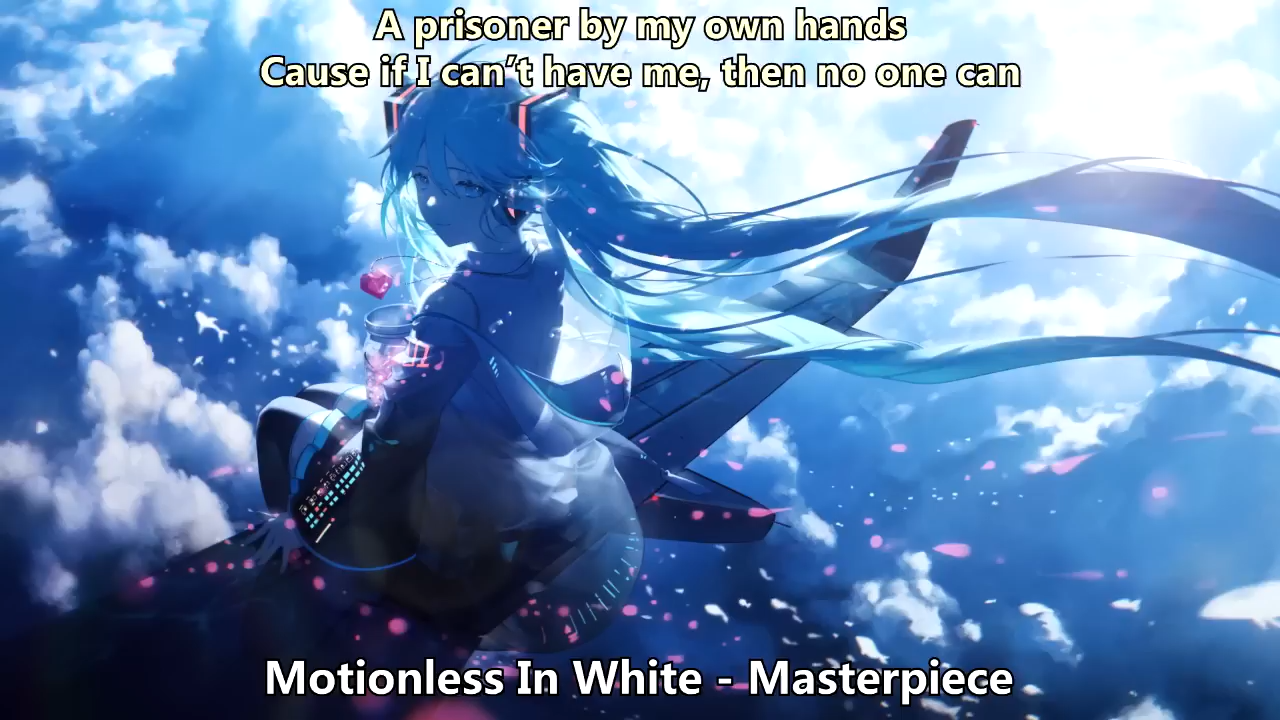 A prisoner by my own hands
Cause if I can’t have me, then no one can
Motionless In White - Masterpiece